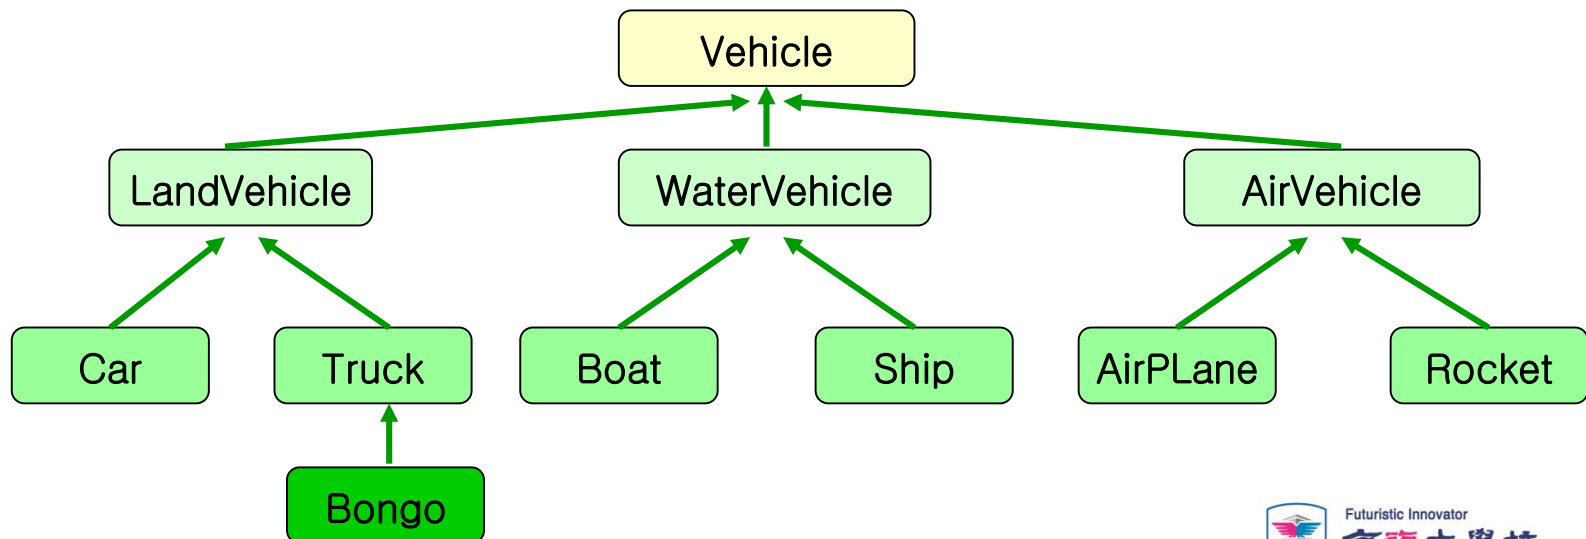 Vehicle
LandVehicle
WaterVehicle
AirVehicle
Car
Truck
Boat
Ship
AirPLane
Rocket
Bongo
Futuristic Innovator